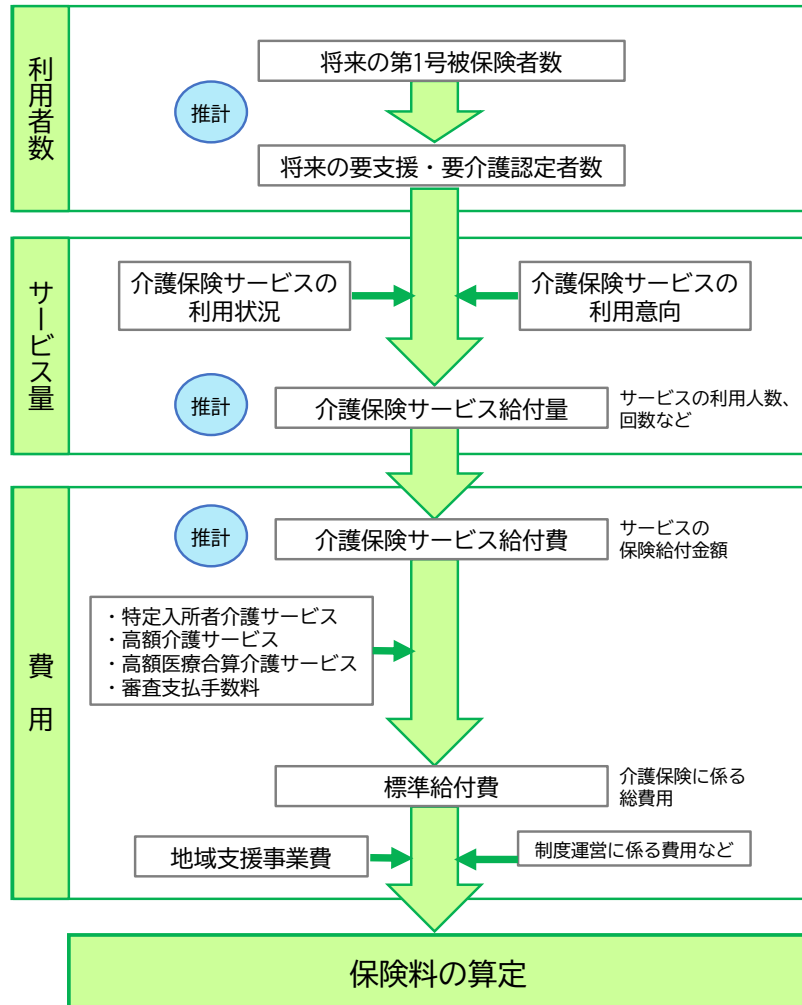 利用者数
将来の第1号被保険者数
推計
将来の要支援・要介護認定者数
サービス量
介護保険サービスの
利用状況
介護保険サービスの
利用意向
推計
介護保険サービス給付量
サービスの利用人数、
回数など
費用
推計
介護保険サービス給付費
サービスの
保険給付金額
・特定入所者介護サービス
・高額介護サービス
・高額医療合算介護サービス
・審査支払手数料
標準給付費
介護保険に係る
総費用
地域支援事業費
制度運営に係る費用など
保険料の算定